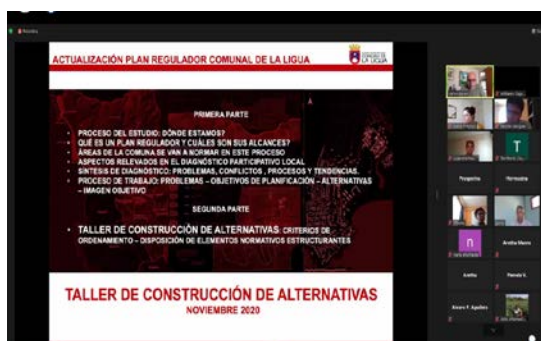 ACTUALIZACIÓN PLAN REGULADOR COMUNAL DE LA LIGUA
LA LIGUA
PRIMERA PARTE
• PROCESO DEL ESTUDIO: DÓNDE ESTAMOS?
• QUÉ ES UN PLAN REGULADOR Y CUÁLES SON SUS ALCANCES?
• ÁREAS DE LA COMUNA SE VAN A NORMAR EN ESTE PROCESO
• ASPECTOS RELEVADOS EN EL DIAGNÓSTICO PARTICIPATIVO LOCAL
• SÍNTESIS DE DIAGNÓSTICO: PROBLEMAS, CONFLICTOS, PROCESOS Y TENDENCIAS.
• PROCESO DE TRABAJO: PROBLEMAS – OBJETIVOS DE PLANIFICACIÓN – ALTERNATIVAS
– IMAGEN OBJETIVO
SEGUNDA PARTE
• TALLER DE CONSTRUCCIÓN DE ALTERNATIVAS: CRITERIOS DE
ORDENAMIENTO – DISPOSICIÓN DE ELEMENTOS NORMATIVOS ESTRUCTURANTES
TALLER DE CONSTRUCCIÓN DE ALTERNATIVAS
NOVIEMBRE 2020
T
n